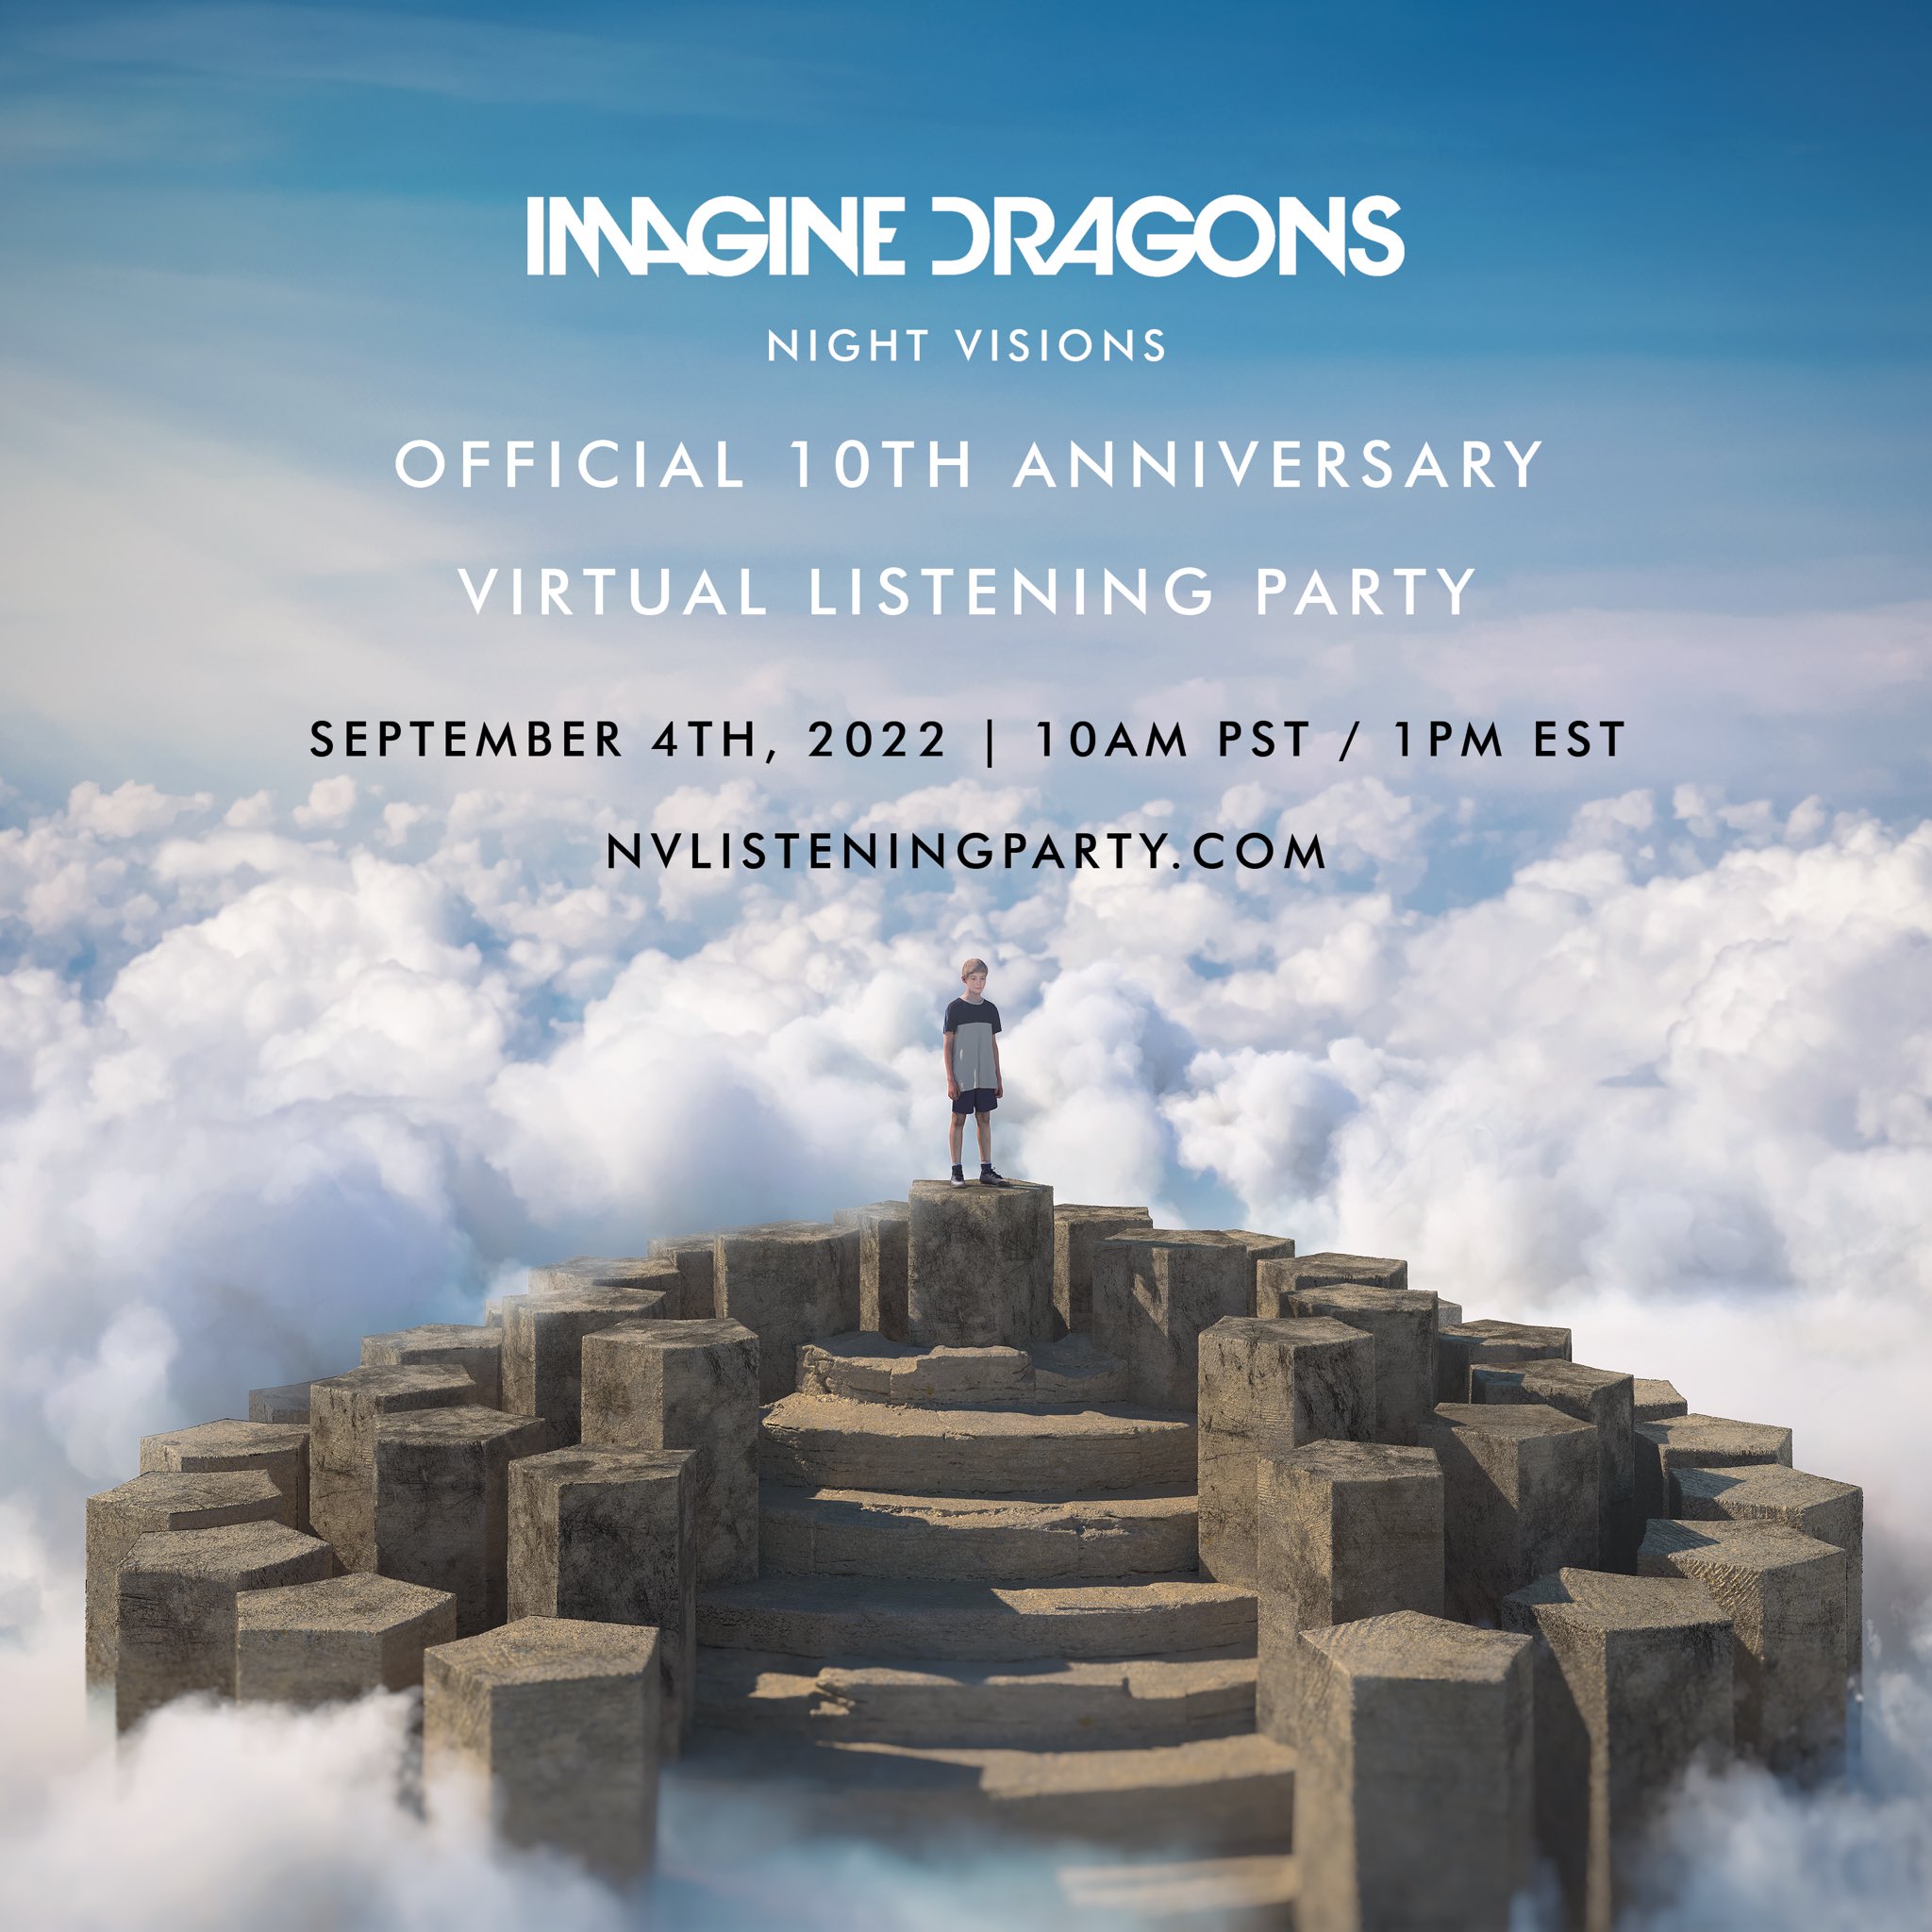 IMAGINE DRAGONS
NIGHT VISIONS
OFFICIAL 10TH ANNIVERSARY
VIRTUAL LISTENING PARTY
SEPTEMBER 4TH, 2022 | 10AM PST / 1PM EST
NVLISTENINGPARTY.COM